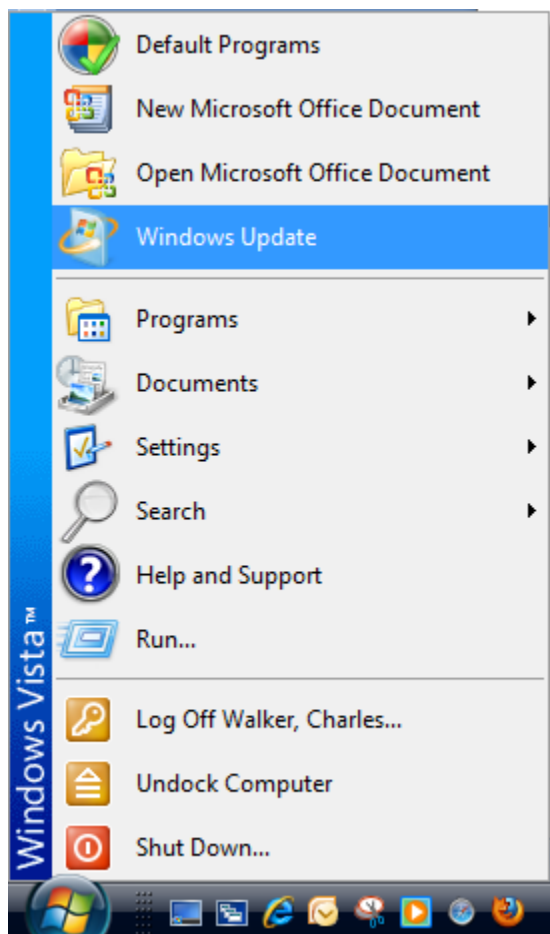 Default Programs
New Microsoft Office Document
Open Microsoft Office Document
Windows Update
Programs
Documents
Settings
Search
Help and Support
Run...
Log Off Walker, Charles...
Undock Computer
Shut Down...
Windows Vista™